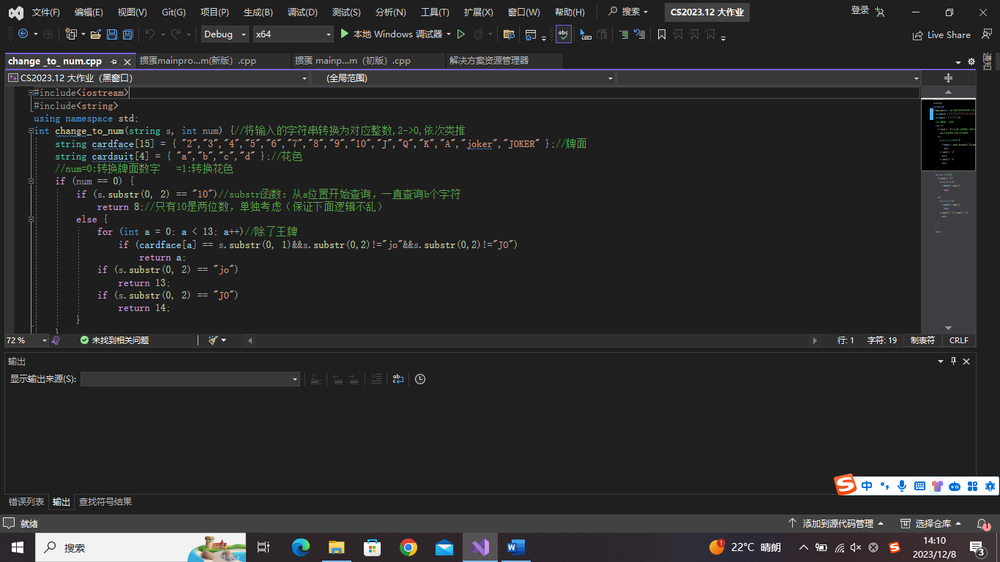 文件(F) 编辑(E) 视图(V) Git(G) 项目(P) 生成(B) 调试(D) 测试(S) 分析(N) 工具(T) 扩展(X) 窗口(W) 帮助(H) 搜索 CS2023.12 大作业 登录
Debug x64 本地 Windows 调试器 Live Share
change _to_ num.cpp 掼蛋mainpro...m(新版）.cpp 掼蛋 mainp...m（初版）.cpp 解决方案资源管理器 通知
CS2023.12 大作业（黑窗口） (全局范围)
#include<iostream>
#include<string>
using namespace std;
int change_to_num(string s, int num) {//将输入的字符串转换为对应整数,2->0,依次类推
string cardface[15] = { "2","3","4","5","6","7","8","9","10","J","Q","K","A","joker","JOKER" };//牌面
string cardsuit[4] = { "a","b","c","d" };//花色
//num=0:转换牌面数字 =1:转换花色
if (num == 0) {
if (s.substr(0, 2) == "10")//substr函数：从a位置开始查询，一直查询b个字符
return 8;//只有10是两位数，单独考虑（保证下面逻辑不乱）
else {
for (int a = 0; a < 13; a++)//除了王牌
if (cardface[a] == s.substr(0, 1)&&s.substr(0,2)!="jo"&&s.substr(0,2)!="JO")
return a;
if (s.substr(0, 2) == "jo")
return 13;
if (s.substr(0, 2) == "JO")
return 14;
}
}
72 % 未找到相关问题 行: 1 字符: 19 制表符 CRLF
输出
显示输出来源(S):
中
错误列表 输出 查找符号结果
就绪 添加到源代码管理 选择仓库 1
搜索 1 22°C 晴朗 14:10
2023/12/8 3